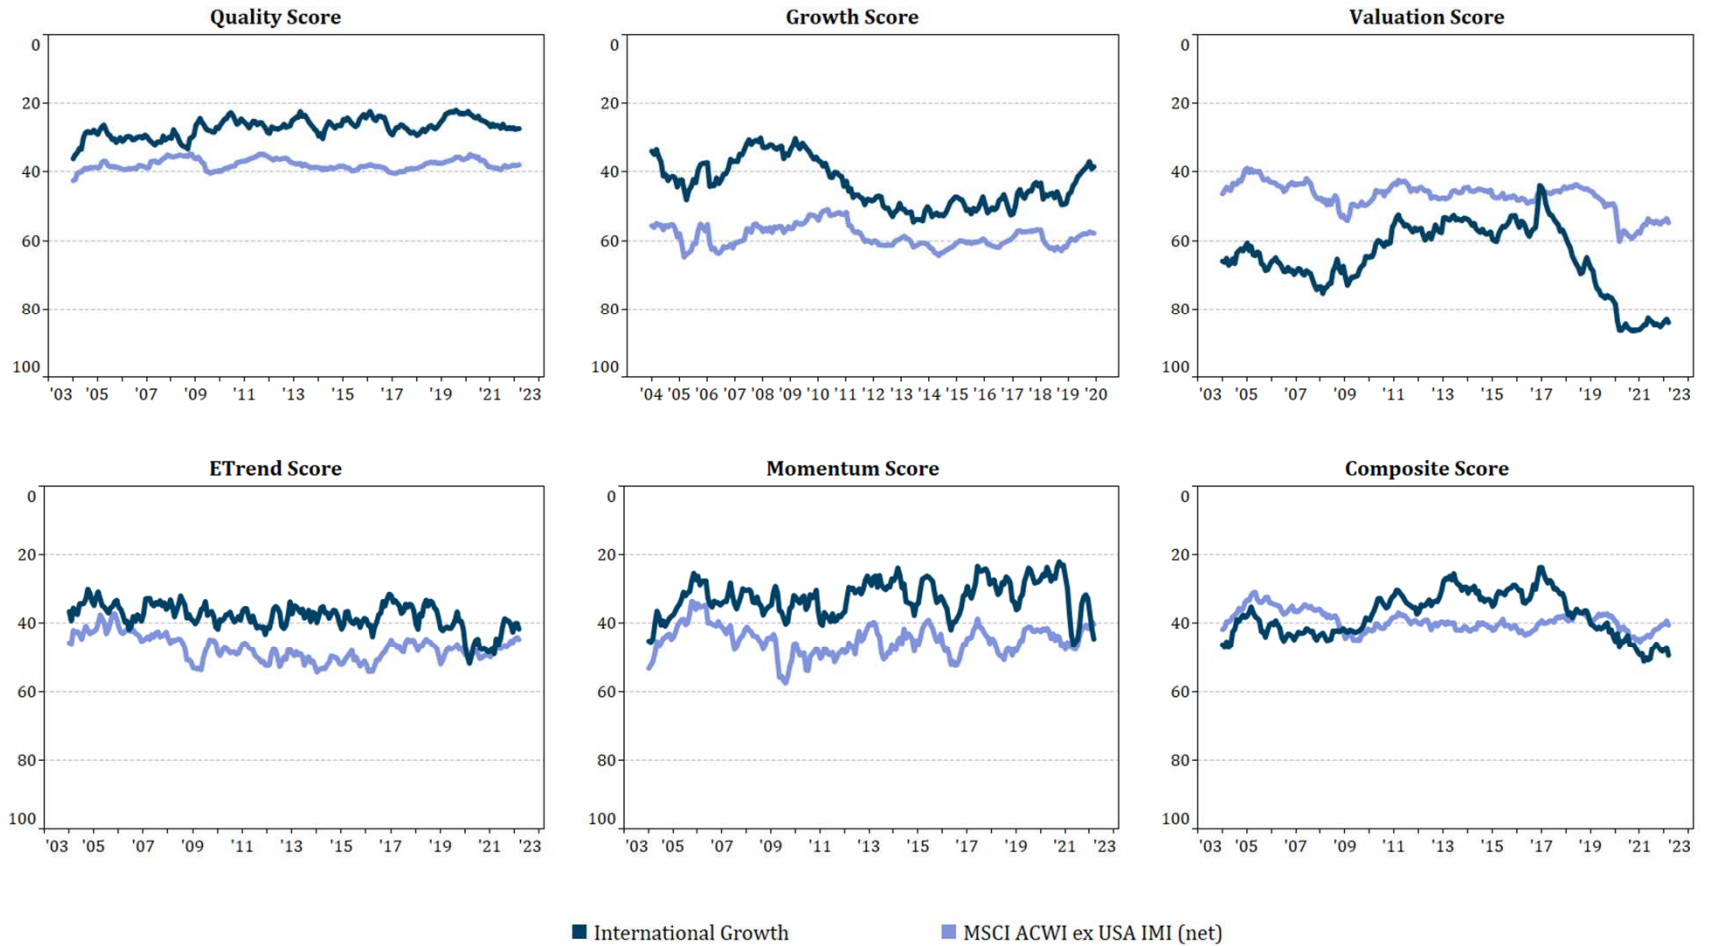 Quality Score
0
20
40
60
80
100
'03 '05 '07 '09 '11 '13 '15 '17 '19 '21 '23
Growth Score
0
20
40
60
80
100
'04 '05 '06 '07 '08 '09 '10 '11 '12 '13 '14 '15 '16 '17 '18 '19 '20
Valuation Score
0
20
40
60
80
100
'03 '05 '07 '09 '11 '13 '15 '17 '19 '21 '23
ETrend Score
0
20
40
60
80
100
'03 '05 '07 '09 '11 '13 '15 '17 '19 '21 '23
Momentum Score
0
20
40
60
80
100
'03 '05 '07 '09 '11 '13 '15 '17 '19 '21 '23
Composite Score
0
20
40
60
80
100
'03 '05 '07 '09 '11 '13 '15 '17 '19 '21 '23
International Growth
MSCI ACWI ex USA IMI (net)